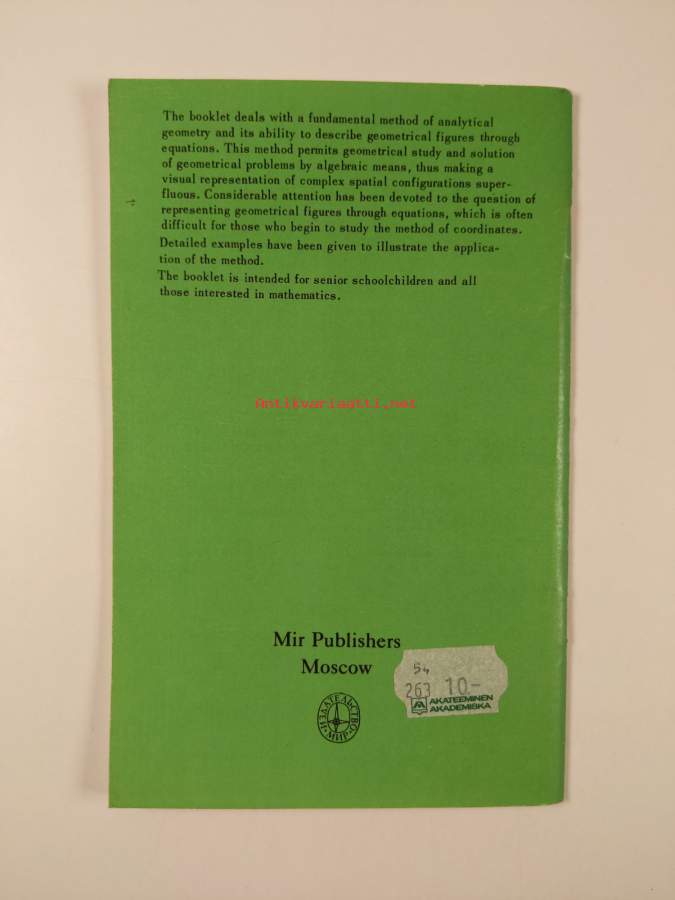 The booklet deals with a fundamental method of analytical
geometry and its ability to describe geometrical figures through
equations. This method permits geometrical study and solution
of geometrical problems by algebraic means, thus making a
visual representation of complex spatial configurations super-
fluous. Considerable attention has been devoted to the question of
representing geometrical figures through equations, which is often
difficult for those who begin to study the method of coordinates.
Detailed examples have been given to illustrate the applica-
tion of the method.
The booklet is intended for senior schoolchildren and all
those interested in mathematics.
Antikvariaatti.net
Mir Publishers
Moscow
54
263 10.-
AKATEEMINEN
AKADEMISKA
ИЗДАТЕЛЬСТВО
МИР